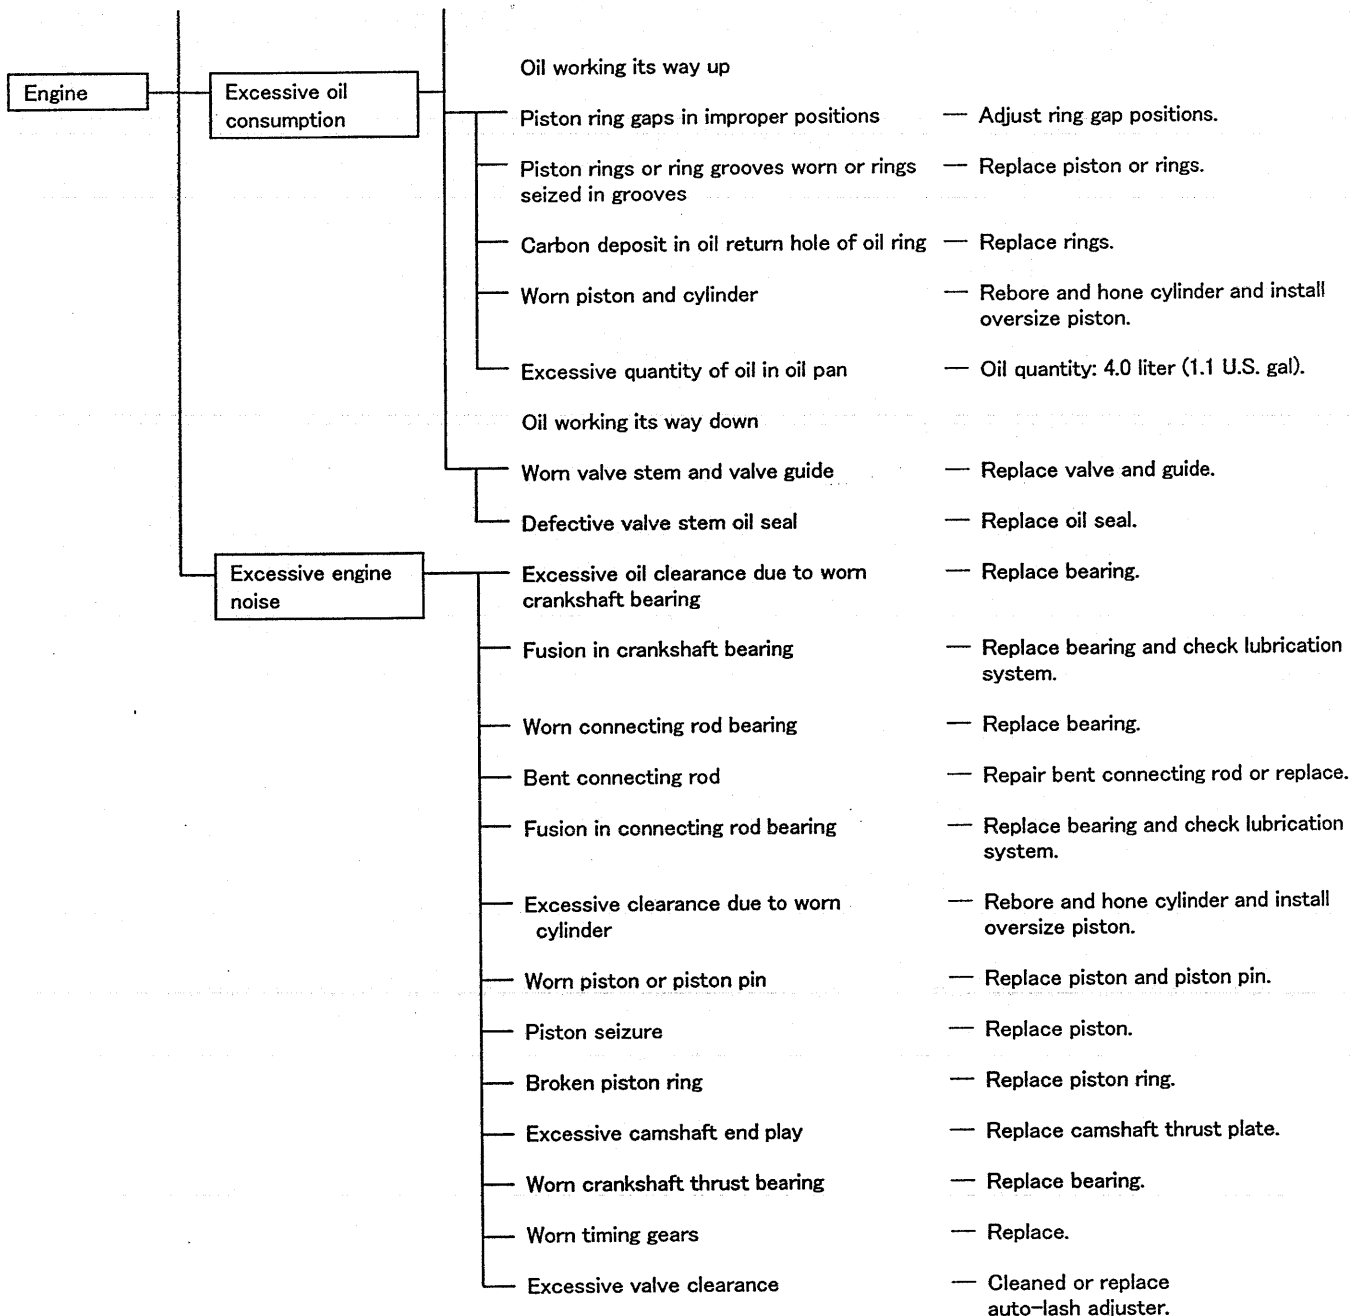 Engine
Excessive oil
consumption
Oil working its way up
Piston ring gaps in improper positions — Adjust ring gap positions.
Piston rings or ring grooves worn or rings — Replace piston or rings.
seized in grooves
Carbon deposit in oil return hole of oil ring — Replace rings.
Worn piston and cylinder — Rebore and hone cylinder and install
oversize piston.
Excessive quantity of oil in oil pan — Oil quantity: 4.0 liter (1.1 U.S. gal).
Oil working its way down
Worn valve stem and valve guide — Replace valve and guide.
Defective valve stem oil seal — Replace oil seal.
Excessive engine
noise
Excessive oil clearance due to worn — Replace bearing.
crankshaft bearing
Fusion in crankshaft bearing — Replace bearing and check lubrication
system.
Worn connecting rod bearing — Replace bearing.
Bent connecting rod — Repair bent connecting rod or replace.
Fusion in connecting rod bearing — Replace bearing and check lubrication
system.
Excessive clearance due to worn — Rebore and hone cylinder and install
cylinder oversize piston.
Worn piston or piston pin — Replace piston and piston pin.
Piston seizure — Replace piston.
Broken piston ring — Replace piston ring.
Excessive camshaft end play — Replace camshaft thrust plate.
Worn crankshaft thrust bearing — Replace bearing.
Worn timing gears — Replace.
Excessive valve clearance — Cleaned or replace
auto-lash adjuster.